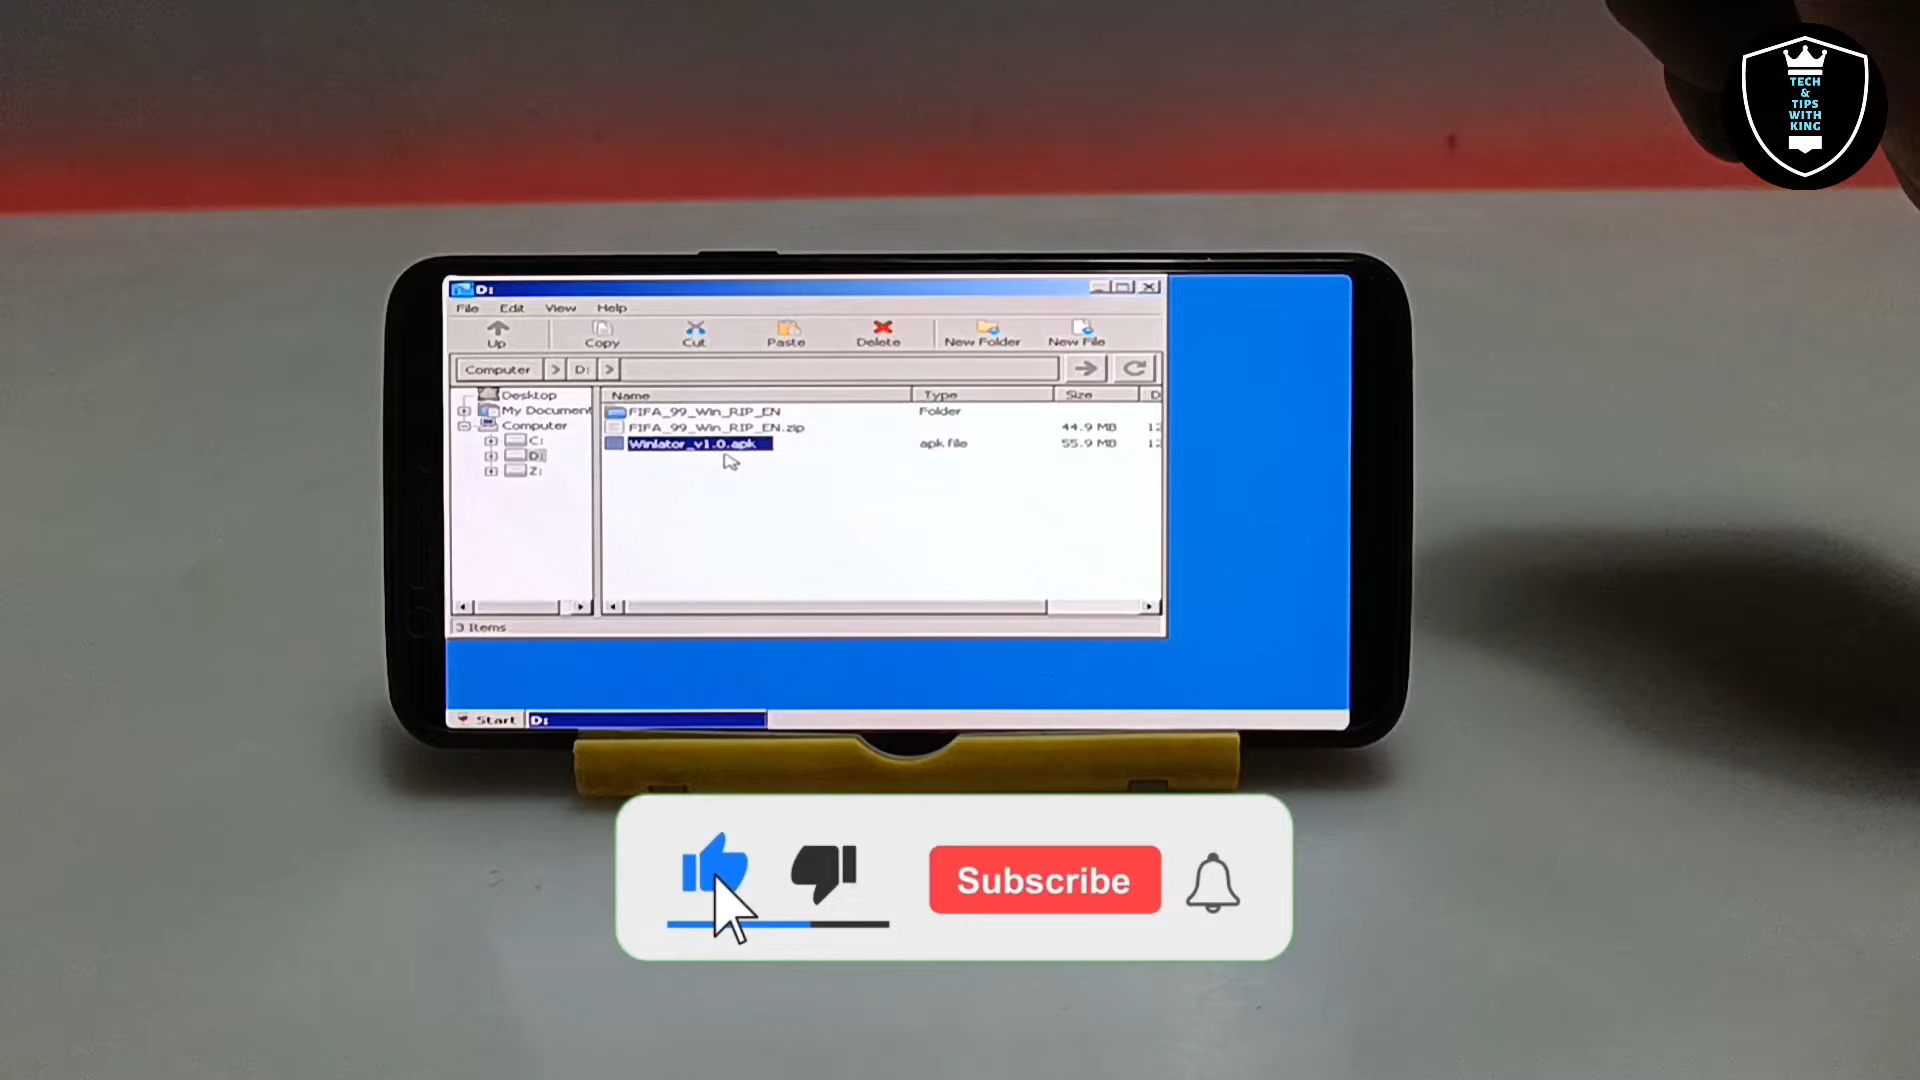 TECH
&
TIPS
WITH
KING
D:
File Edit View Help
Up Copy Cut Paste Delete New Folder New File
Computer > D: >
Desktop
My Document
Computer
C:
D:
Z:
Name Type Size D
FIFA_99_Win_RIP_EN Folder
FIFA_99_Win_RIP_EN.zip 44.9 MB 12
Winlator_v1.0.apk apk file 55.9 MB 12
3 Items
Start D:
Subscribe